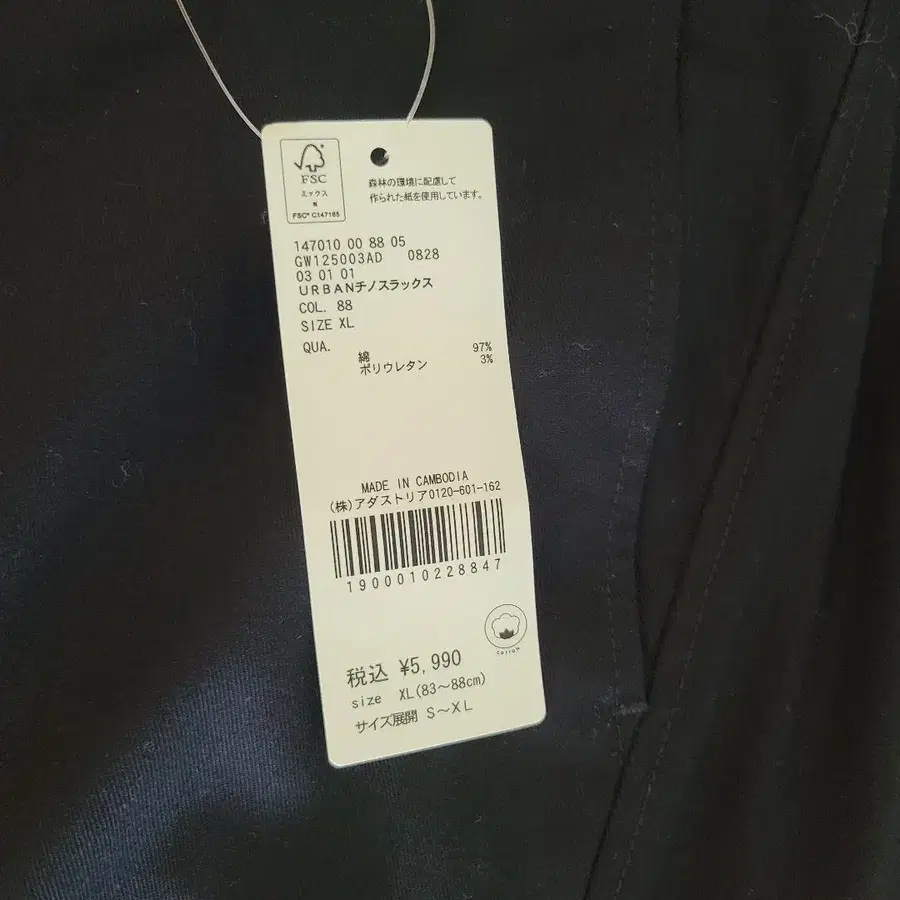 FSC
ミックス
紙
FSC® C147165
森林の環境に配慮して
作られた紙を使用しています。
147010 00 88 05
GW125003AD 0828
03 01 01
URBANチノスラックス
COL. 88
SIZE XL
QUA.
綿 97%
ポリウレタン 3%
MADE IN CAMBODIA
(株)アダストリア0120-601-162
1900010228847
COTTON
税込 ¥5,990
size XL(83～88cm)
サイズ展開 S～XL